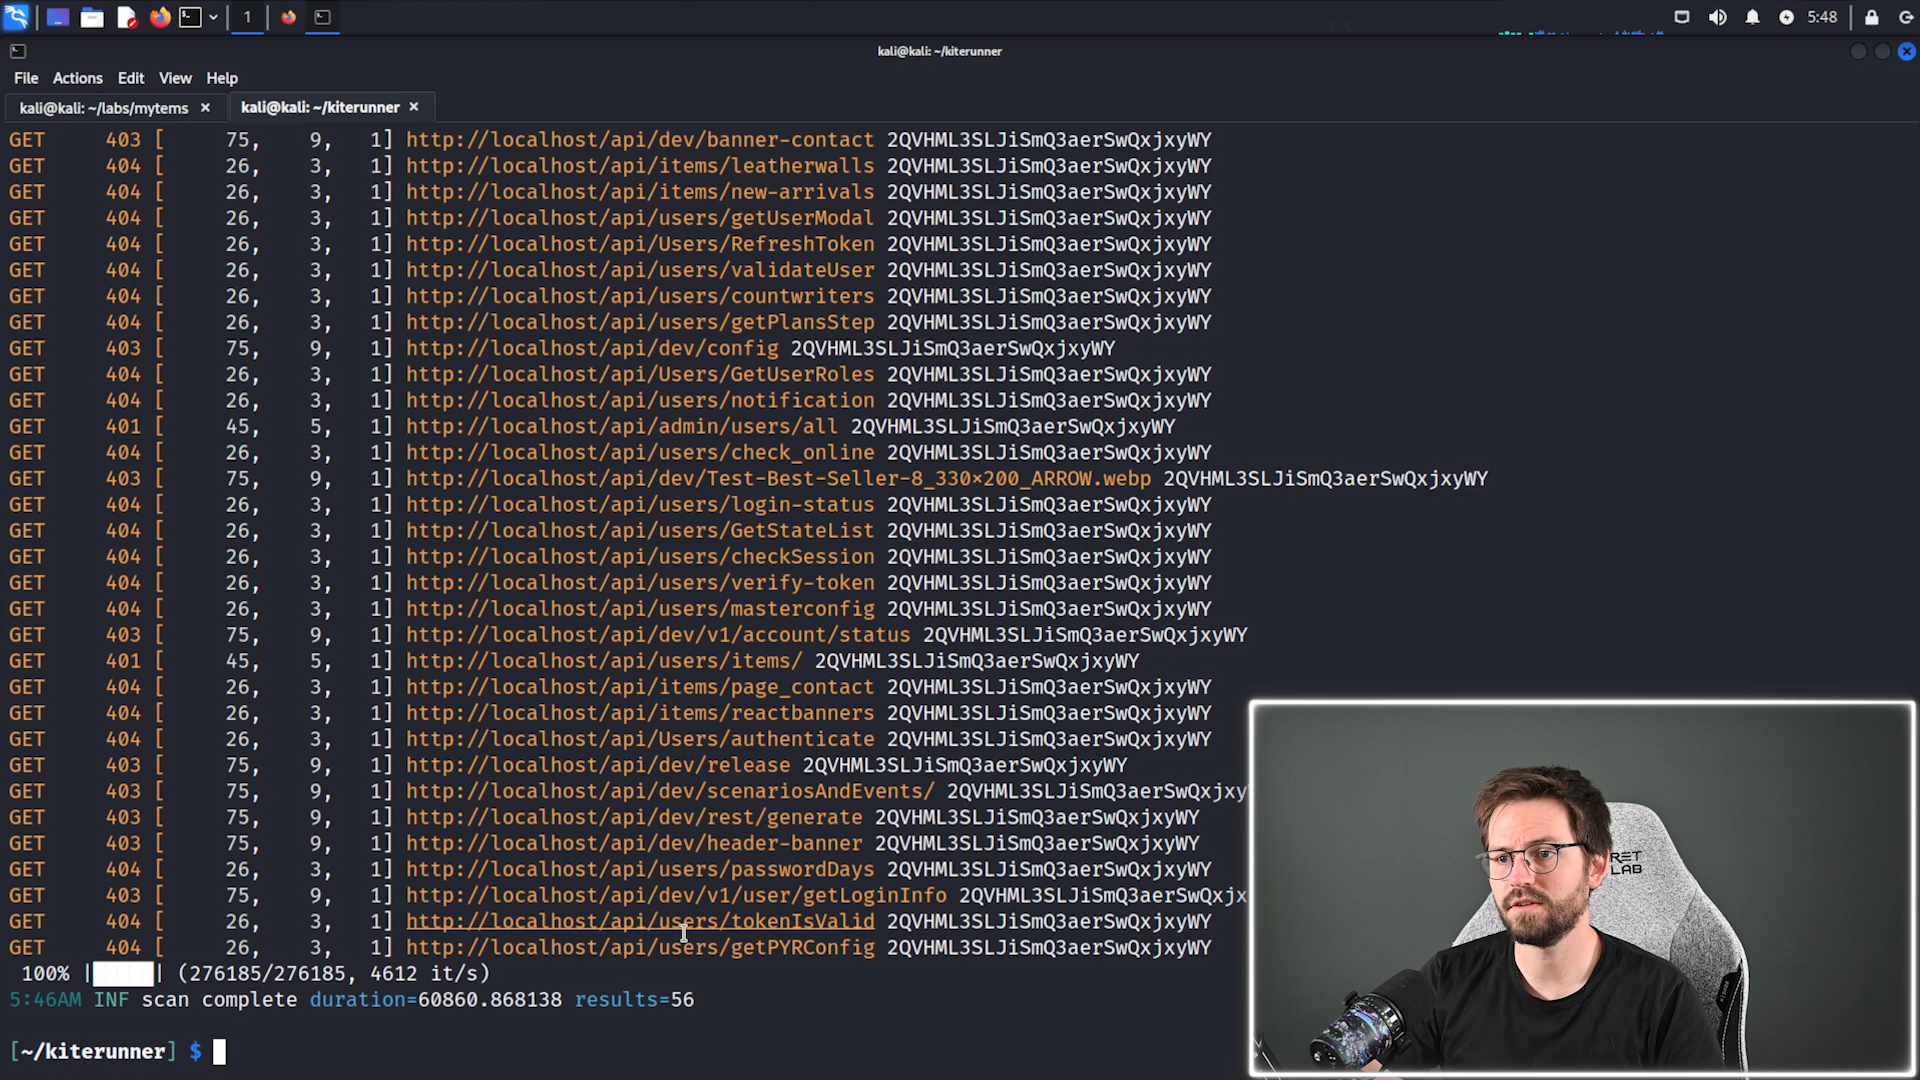 1
5:48
kali@kali: ~/kiterunner
File Actions Edit View Help
kali@kali: ~/labs/mytems × kali@kali: ~/kiterunner ×
GET 403 [ 75, 9, 1] http://localhost/api/dev/banner-contact 2QVHML3SLJiSmQ3aerSwQxjxyWY
GET 404 [ 26, 3, 1] http://localhost/api/items/leatherwalls 2QVHML3SLJiSmQ3aerSwQxjxyWY
GET 404 [ 26, 3, 1] http://localhost/api/items/new-arrivals 2QVHML3SLJiSmQ3aerSwQxjxyWY
GET 404 [ 26, 3, 1] http://localhost/api/users/getUserModal 2QVHML3SLJiSmQ3aerSwQxjxyWY
GET 404 [ 26, 3, 1] http://localhost/api/Users/RefreshToken 2QVHML3SLJiSmQ3aerSwQxjxyWY
GET 404 [ 26, 3, 1] http://localhost/api/users/validateUser 2QVHML3SLJiSmQ3aerSwQxjxyWY
GET 404 [ 26, 3, 1] http://localhost/api/users/countwriters 2QVHML3SLJiSmQ3aerSwQxjxyWY
GET 404 [ 26, 3, 1] http://localhost/api/users/getPlansStep 2QVHML3SLJiSmQ3aerSwQxjxyWY
GET 403 [ 75, 9, 1] http://localhost/api/dev/config 2QVHML3SLJiSmQ3aerSwQxjxyWY
GET 404 [ 26, 3, 1] http://localhost/api/Users/GetUserRoles 2QVHML3SLJiSmQ3aerSwQxjxyWY
GET 404 [ 26, 3, 1] http://localhost/api/users/notification 2QVHML3SLJiSmQ3aerSwQxjxyWY
GET 401 [ 45, 5, 1] http://localhost/api/admin/users/all 2QVHML3SLJiSmQ3aerSwQxjxyWY
GET 404 [ 26, 3, 1] http://localhost/api/users/check_online 2QVHML3SLJiSmQ3aerSwQxjxyWY
GET 403 [ 75, 9, 1] http://localhost/api/dev/Test-Best-Seller-8_330×200_ARROW.webp 2QVHML3SLJiSmQ3aerSwQxjxyWY
GET 404 [ 26, 3, 1] http://localhost/api/users/login-status 2QVHML3SLJiSmQ3aerSwQxjxyWY
GET 404 [ 26, 3, 1] http://localhost/api/users/GetStateList 2QVHML3SLJiSmQ3aerSwQxjxyWY
GET 404 [ 26, 3, 1] http://localhost/api/users/checkSession 2QVHML3SLJiSmQ3aerSwQxjxyWY
GET 404 [ 26, 3, 1] http://localhost/api/users/verify-token 2QVHML3SLJiSmQ3aerSwQxjxyWY
GET 404 [ 26, 3, 1] http://localhost/api/users/masterconfig 2QVHML3SLJiSmQ3aerSwQxjxyWY
GET 403 [ 75, 9, 1] http://localhost/api/dev/v1/account/status 2QVHML3SLJiSmQ3aerSwQxjxyWY
GET 401 [ 45, 5, 1] http://localhost/api/users/items/ 2QVHML3SLJiSmQ3aerSwQxjxyWY
GET 404 [ 26, 3, 1] http://localhost/api/items/page_contact 2QVHML3SLJiSmQ3aerSwQxjxyWY
GET 404 [ 26, 3, 1] http://localhost/api/items/reactbanners 2QVHML3SLJiSmQ3aerSwQxjxyWY
GET 404 [ 26, 3, 1] http://localhost/api/Users/authenticate 2QVHML3SLJiSmQ3aerSwQxjxyWY
GET 403 [ 75, 9, 1] http://localhost/api/dev/release 2QVHML3SLJiSmQ3aerSwQxjxyWY
GET 403 [ 75, 9, 1] http://localhost/api/dev/scenariosAndEvents/ 2QVHML3SLJiSmQ3aerSwQxjxy
GET 403 [ 75, 9, 1] http://localhost/api/dev/rest/generate 2QVHML3SLJiSmQ3aerSwQxjxyWY
GET 403 [ 75, 9, 1] http://localhost/api/dev/header-banner 2QVHML3SLJiSmQ3aerSwQxjxyWY
GET 404 [ 26, 3, 1] http://localhost/api/users/passwordDays 2QVHML3SLJiSmQ3aerSwQxjxyWY
GET 403 [ 75, 9, 1] http://localhost/api/dev/v1/user/getLoginInfo 2QVHML3SLJiSmQ3aerSwQxjx
GET 404 [ 26, 3, 1] http://localhost/api/users/tokenIsValid 2QVHML3SLJiSmQ3aerSwQxjxyWY
GET 404 [ 26, 3, 1] http://localhost/api/users/getPYRConfig 2QVHML3SLJiSmQ3aerSwQxjxyWY
100% |█████| (276185/276185, 4612 it/s)
5:46AM INF scan complete duration=60860.868138 results=56
[~/kiterunner] $
RET
LAB